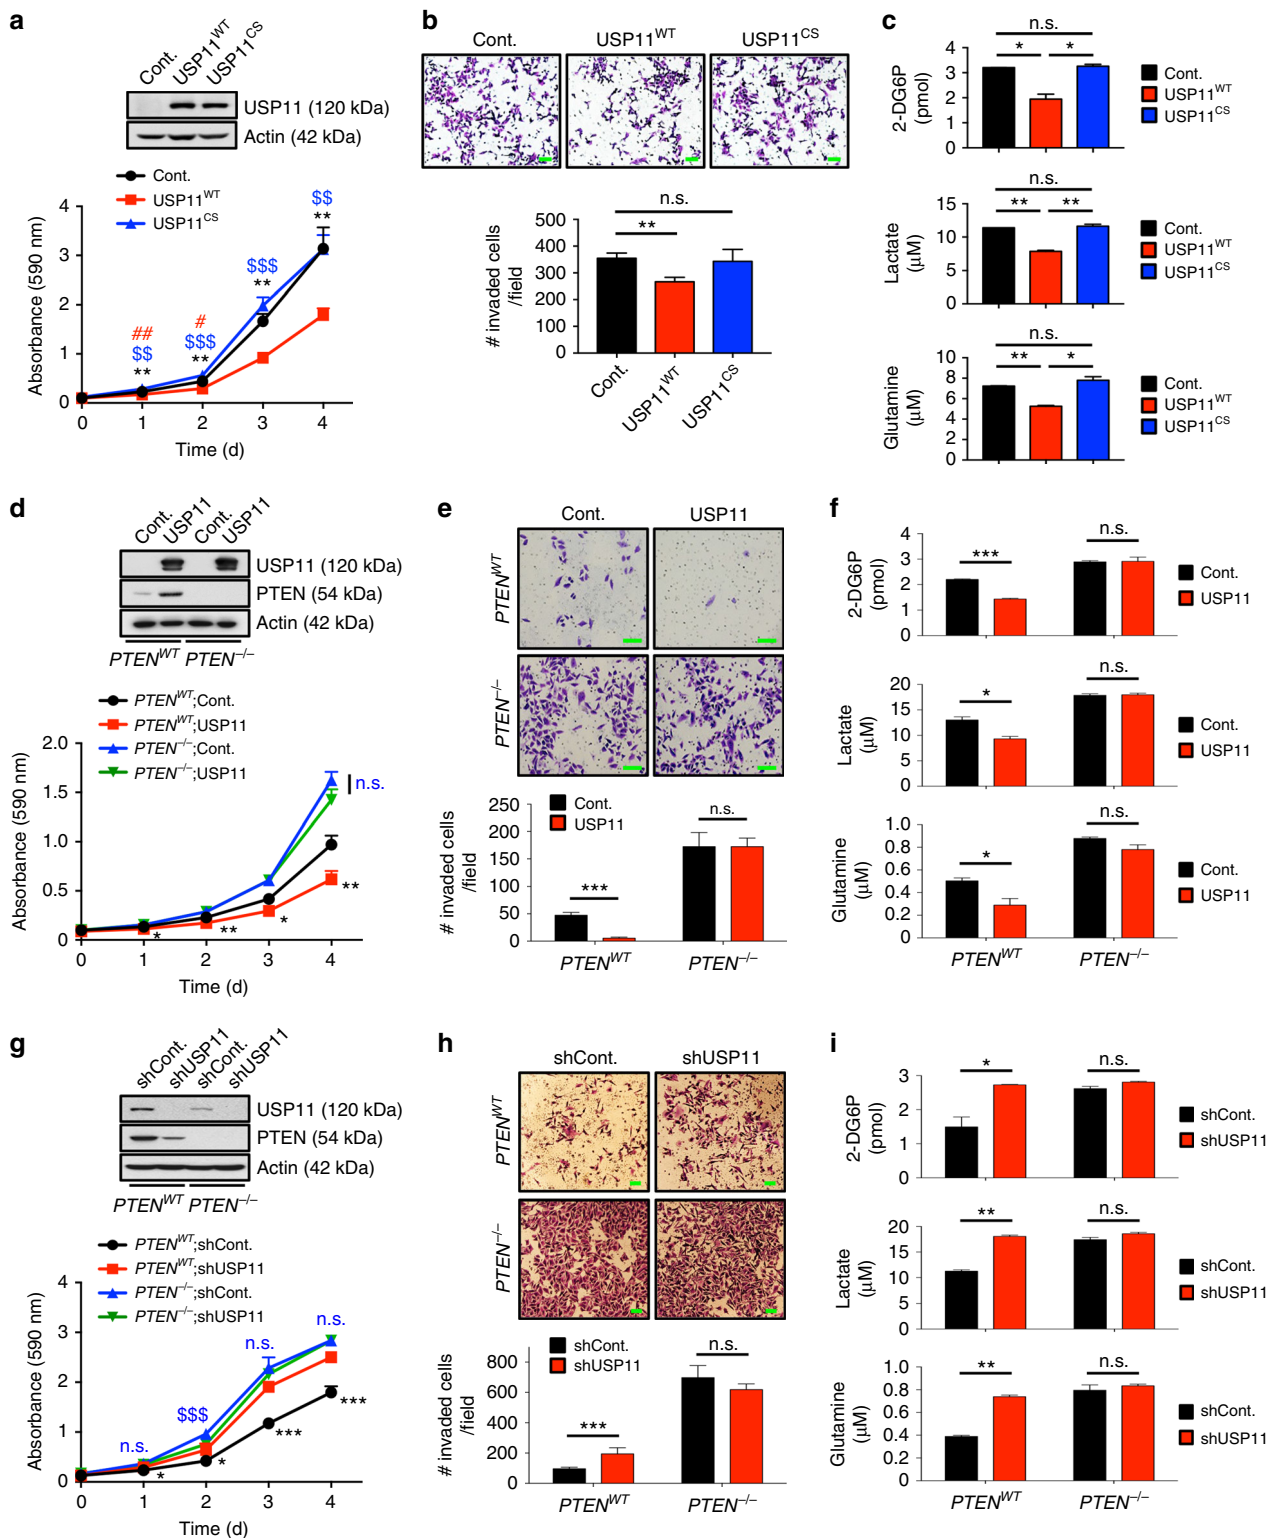 a
Cont.
USP11WT
USP11CS
USP11 (120 kDa)
Actin (42 kDa)
Cont.
USP11WT
USP11CS
Absorbance (590 nm)
4
3
2
1
0
##
$$
**
#
$$$
**
$$$
**
$$
**
0 1 2 3 4
Time (d)
b
Cont. USP11WT USP11CS
n.s.
**
# invaded cells
/field
500
400
300
200
100
0
Cont.
USP11WT
USP11CS
c
n.s.
* *
2-DG6P
(pmol)
4
3
2
1
0
Cont.
USP11WT
USP11CS
n.s.
** **
Lactate
(µM)
15
10
5
0
Cont.
USP11WT
USP11CS
n.s.
** *
Glutamine
(µM)
10
8
6
4
2
0
Cont.
USP11WT
USP11CS
d
Cont.
USP11
Cont.
USP11
USP11 (120 kDa)
PTEN (54 kDa)
Actin (42 kDa)
PTENWT PTEN−/−
PTENWT;Cont.
PTENWT;USP11
PTEN−/−;Cont.
PTEN−/−;USP11
Absorbance (590 nm)
2.0
1.5
1.0
0.5
0
n.s.
* ** * **
0 1 2 3 4
Time (d)
e
Cont. USP11
PTENWT
PTEN−/−
Cont.
USP11
# invaded cells
/field
250
200
150
100
50
0
***
n.s.
PTENWT PTEN−/−
f
2-DG6P
(pmol)
4
3
2
1
0
***
n.s.
Cont.
USP11
Lactate
(µM)
20
15
10
5
0
*
n.s.
Cont.
USP11
Glutamine
(µM)
1.0
0.8
0.6
0.4
0.2
0
*
n.s.
Cont.
USP11
PTENWT PTEN−/−
g
shCont.
shUSP11
shCont.
shUSP11
USP11 (120 kDa)
PTEN (54 kDa)
Actin (42 kDa)
PTENWT PTEN−/−
PTENWT;shCont.
PTENWT;shUSP11
PTEN−/−;shCont.
PTEN−/−;shUSP11
Absorbance (590 nm)
4
3
2
1
0
n.s.
$$$
n.s.
n.s.
* * *** ***
0 1 2 3 4
Time (d)
h
shCont. shUSP11
PTENWT
PTEN−/−
shCont.
shUSP11
# invaded cells
/field
800
600
400
200
0
***
n.s.
PTENWT PTEN−/−
i
2-DG6P
(pmol)
3
2
1
0
*
n.s.
shCont.
shUSP11
Lactate
(µM)
20
15
10
5
0
**
n.s.
shCont.
shUSP11
Glutamine
(µM)
1.0
0.8
0.6
0.4
0.2
0
**
n.s.
shCont.
shUSP11
PTENWT PTEN−/−